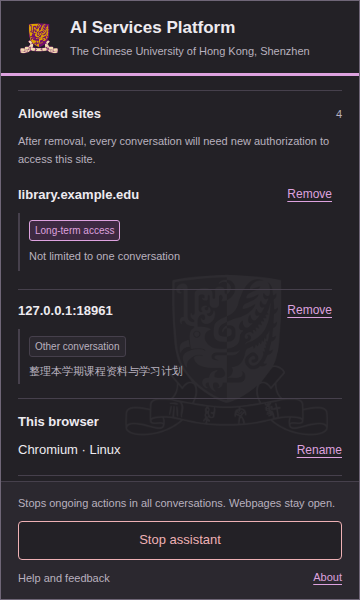 AI Services Platform
The Chinese University of Hong Kong, Shenzhen
Allowed sites 4
After removal, every conversation will need new authorization to
access this site.
library.example.edu Remove
Long-term access
Not limited to one conversation
127.0.0.1:18961 Remove
Other conversation
整理本学期课程资料与学习计划
This browser
Chromium · Linux Rename
Stops ongoing actions in all conversations. Webpages stay open.
Stop assistant
Help and feedback About